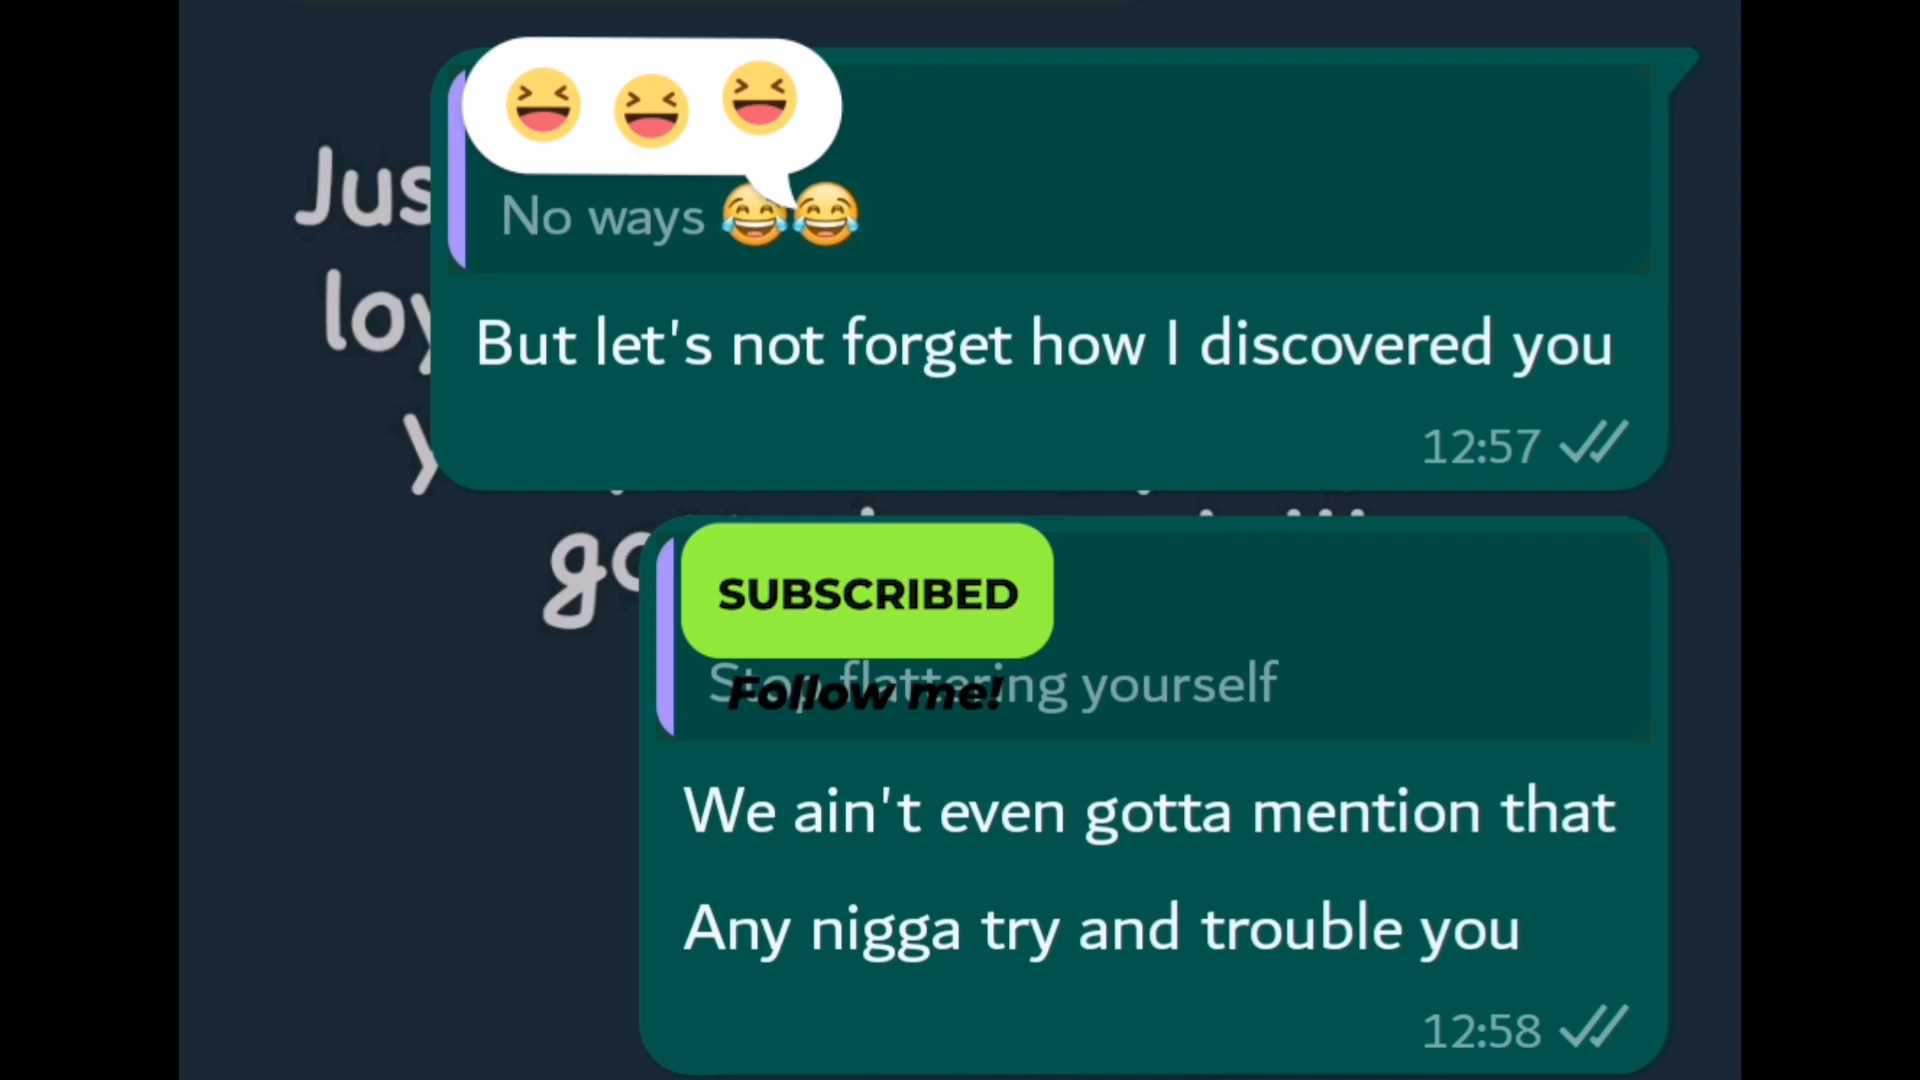 No ways 😂😂
But let's not forget how I discovered you
12:57
SUBSCRIBED
Stop flattering yourself
Follow me!
We ain't even gotta mention that
Any nigga try and trouble you
12:58